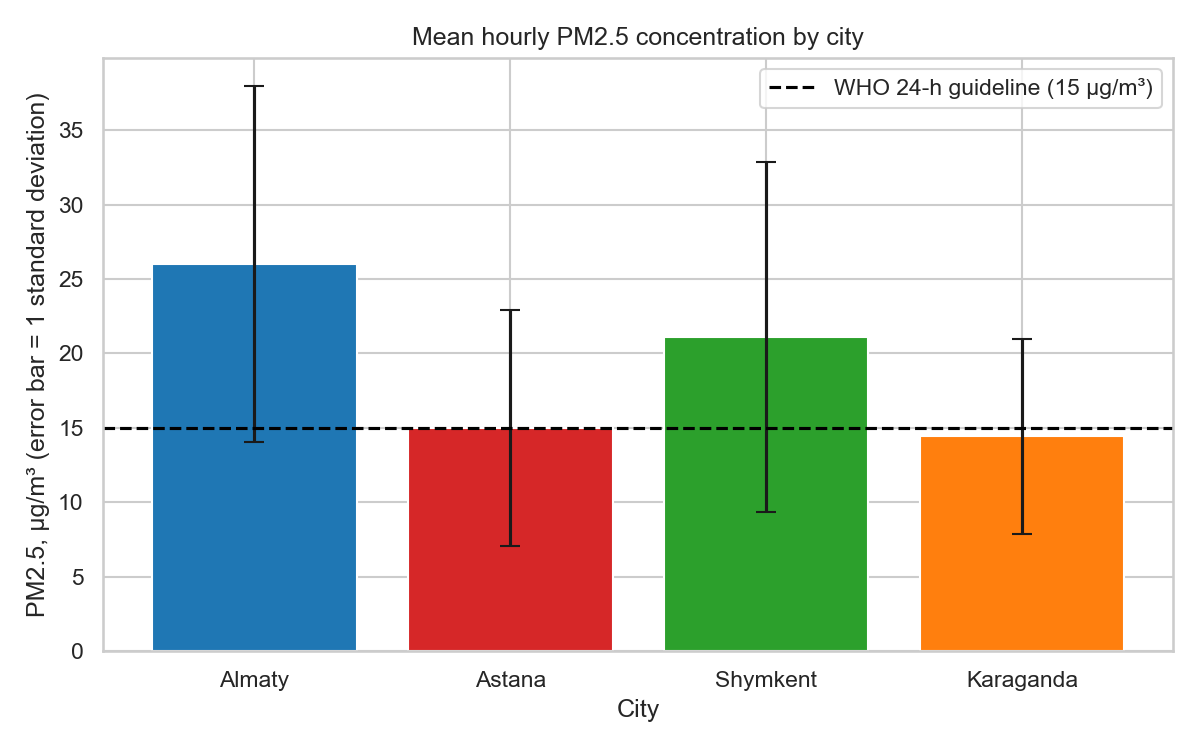 Mean hourly PM2.5 concentration by city
WHO 24-h guideline (15 µg/m³)
PM2.5, µg/m³ (error bar = 1 standard deviation)
35
30
25
20
15
10
5
0
Almaty Astana Shymkent Karaganda
City